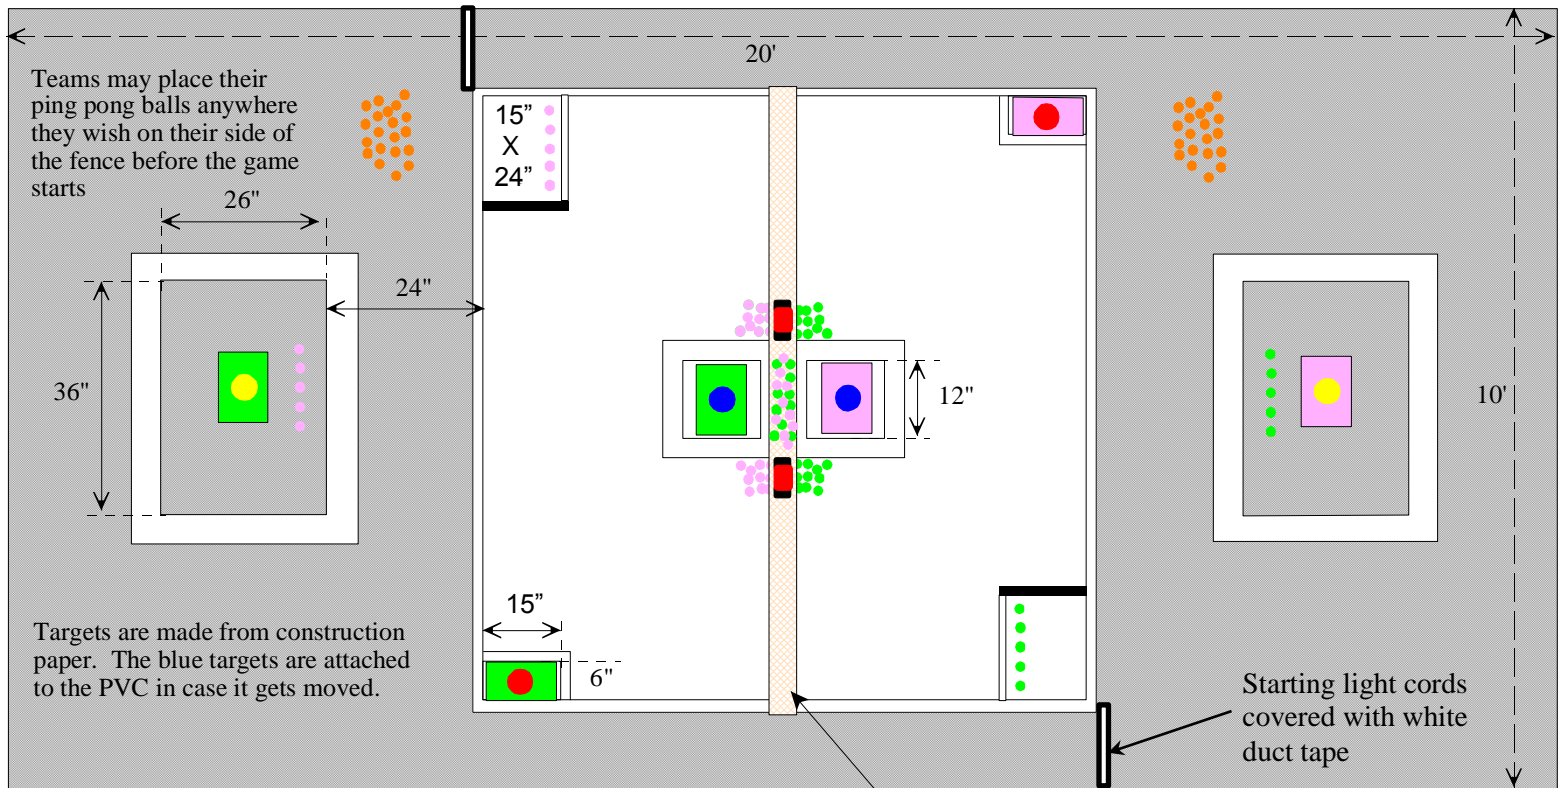 20'
Teams may place their
ping pong balls anywhere
they wish on their side of
the fence before the game
starts
15”
X
24”
26"
24"
36"
12"
10'
15”
6"
Targets are made from construction
paper.  The blue targets are attached
to the PVC in case it gets moved.
Starting light cords
covered with white
duct tape